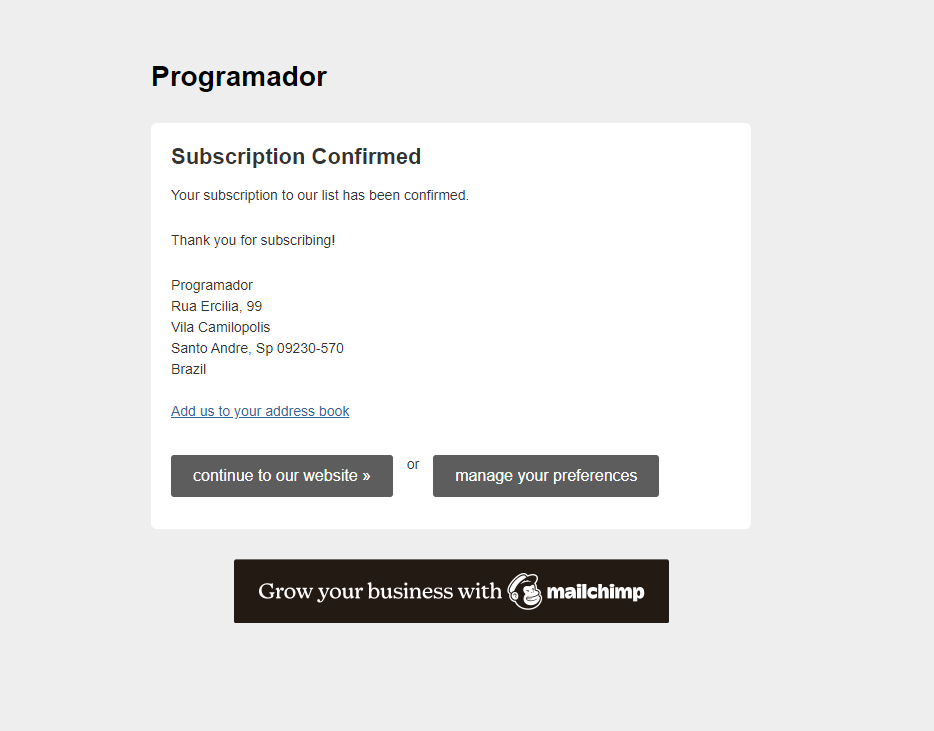 Programador
Subscription Confirmed
Your subscription to our list has been confirmed.
Thank you for subscribing!
Programador
Rua Ercilia, 99
Vila Camilopolis
Santo Andre, Sp 09230-570
Brazil
Add us to your address book
continue to our website » or manage your preferences
Grow your business with mailchimp